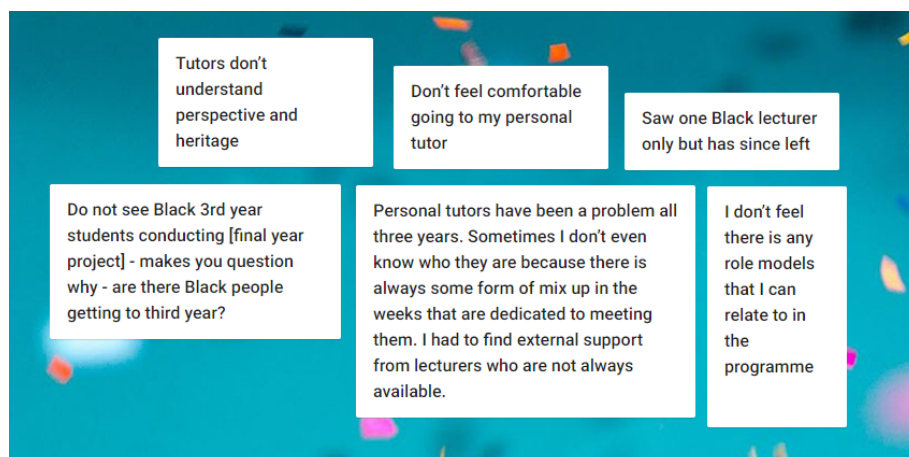 Tutors don’t
understand
perspective and
heritage
Don’t feel comfortable
going to my personal
tutor
Saw one Black lecturer
only but has since left
Do not see Black 3rd year
students conducting [final year
project] - makes you question
why - are there Black people
getting to third year?
Personal tutors have been a problem all
three years. Sometimes I don’t even
know who they are because there is
always some form of mix up in the
weeks that are dedicated to meeting
them. I had to find external support
from lecturers who are not always
available.
I don’t feel
there is any
role models
that I can
relate to in
the
programme